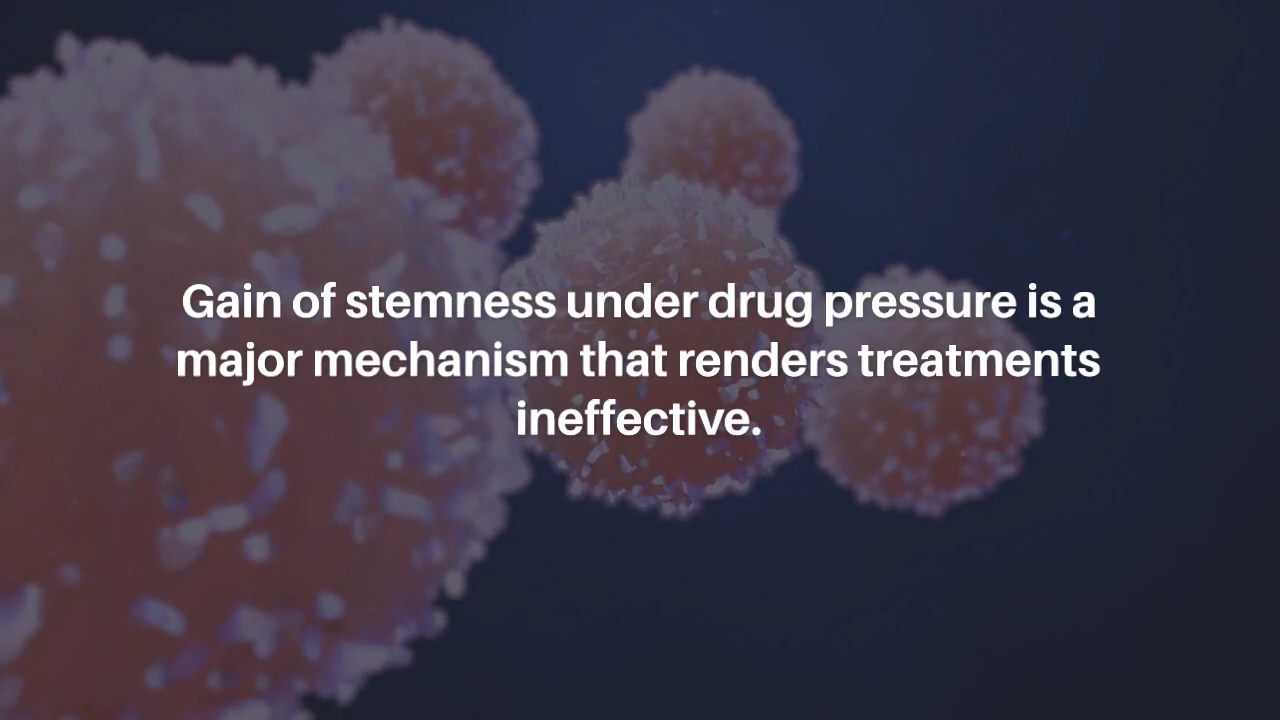 Gain of stemness under drug pressure is a
major mechanism that renders treatments
ineffective.